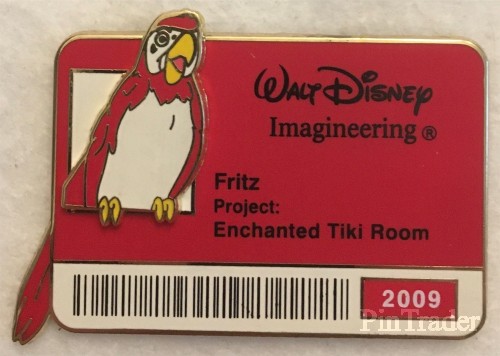 WALT DISNEY
Imagineering ®
Fritz
Project:
Enchanted Tiki Room
2009
PinTrader